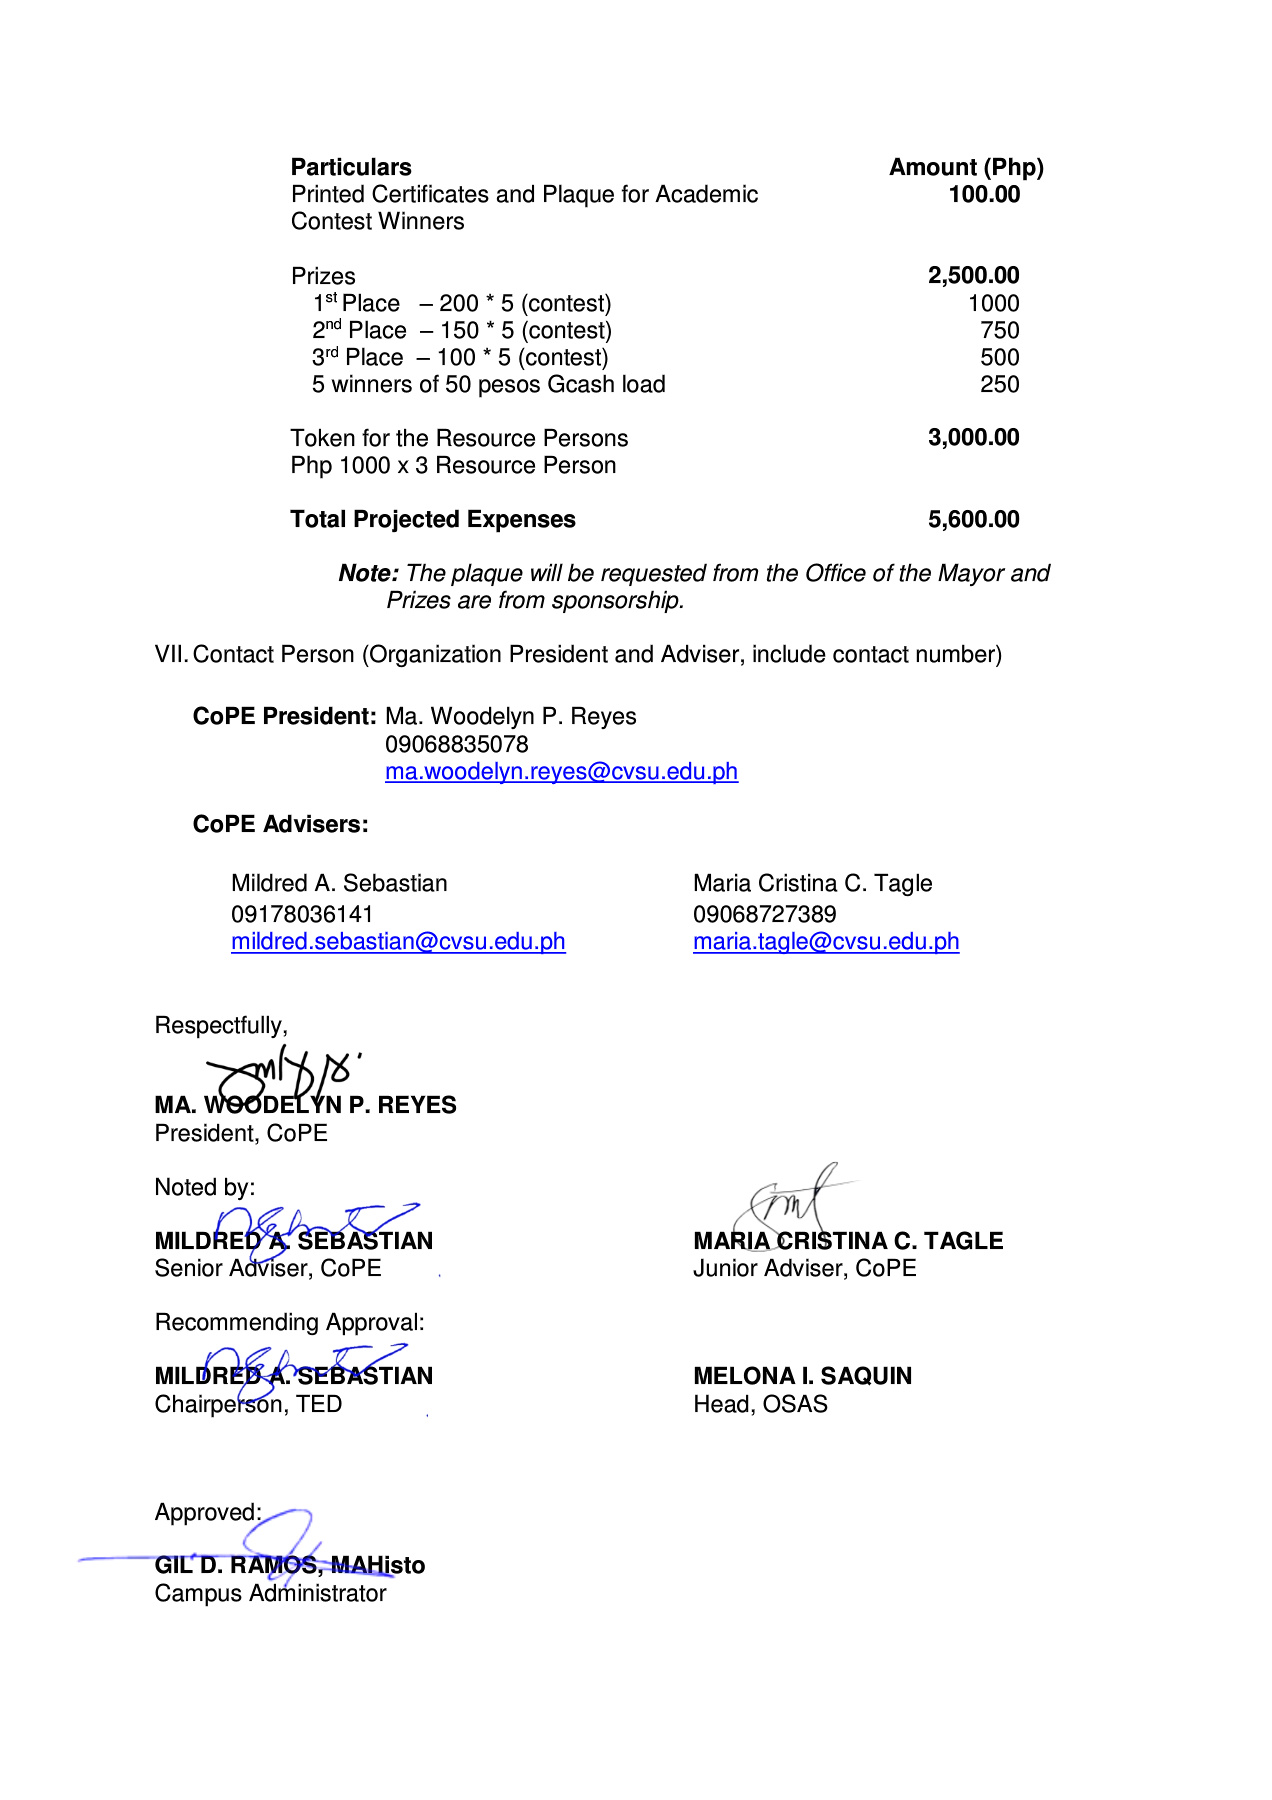 Particulars Amount (Php)
Printed Certificates and Plaque for Academic 100.00
Contest Winners
Prizes 2,500.00
1st Place – 200 * 5 (contest) 1000
2nd Place – 150 * 5 (contest) 750
3rd Place – 100 * 5 (contest) 500
5 winners of 50 pesos Gcash load 250
Token for the Resource Persons 3,000.00
Php 1000 x 3 Resource Person
Total Projected Expenses 5,600.00
Note: The plaque will be requested from the Office of the Mayor and
Prizes are from sponsorship.
VII. Contact Person (Organization President and Adviser, include contact number)
CoPE President: Ma. Woodelyn P. Reyes
09068835078
ma.woodelyn.reyes@cvsu.edu.ph
CoPE Advisers:
Mildred A. Sebastian Maria Cristina C. Tagle
09178036141 09068727389
mildred.sebastian@cvsu.edu.ph maria.tagle@cvsu.edu.ph
Respectfully,
MA. WOODELYN P. REYES
President, CoPE
Noted by:
MILDRED A. SEBASTIAN MARIA CRISTINA C. TAGLE
Senior Adviser, CoPE Junior Adviser, CoPE
Recommending Approval:
MILDRED A. SEBASTIAN MELONA I. SAQUIN
Chairperson, TED Head, OSAS
Approved:
GIL D. RAMOS, MAHisto
Campus Administrator